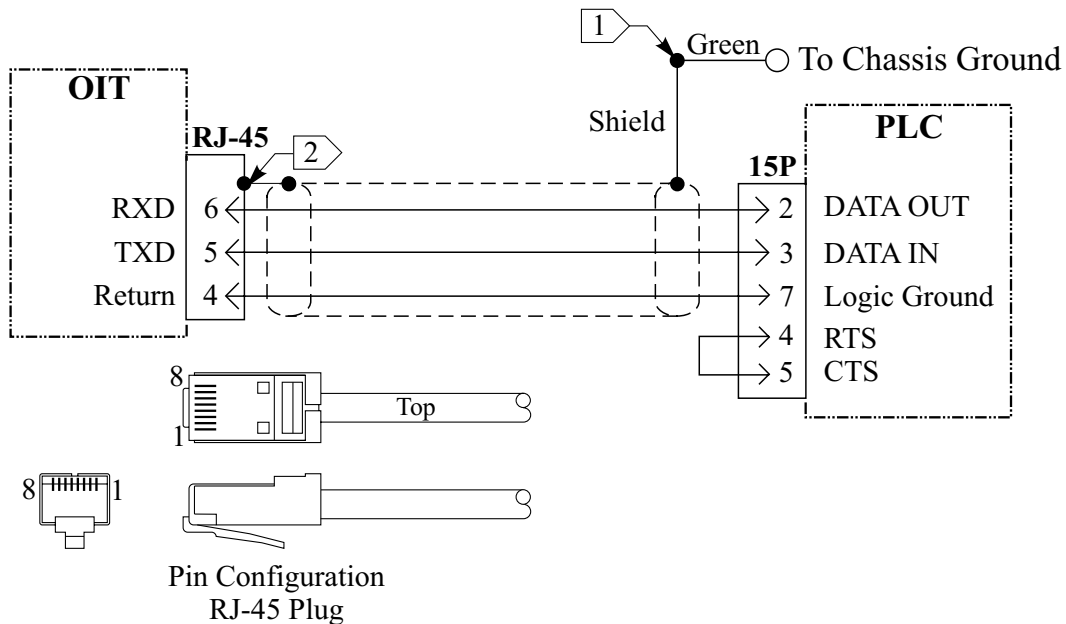 1
Green
To Chassis Ground
OIT
Shield
PLC
RJ-45
2
15P
RXD 6 2 DATA OUT
TXD 5 3 DATA IN
Return 4 7 Logic Ground
4 RTS
5 CTS
8
Top
1
8 1
Pin Configuration
RJ-45 Plug